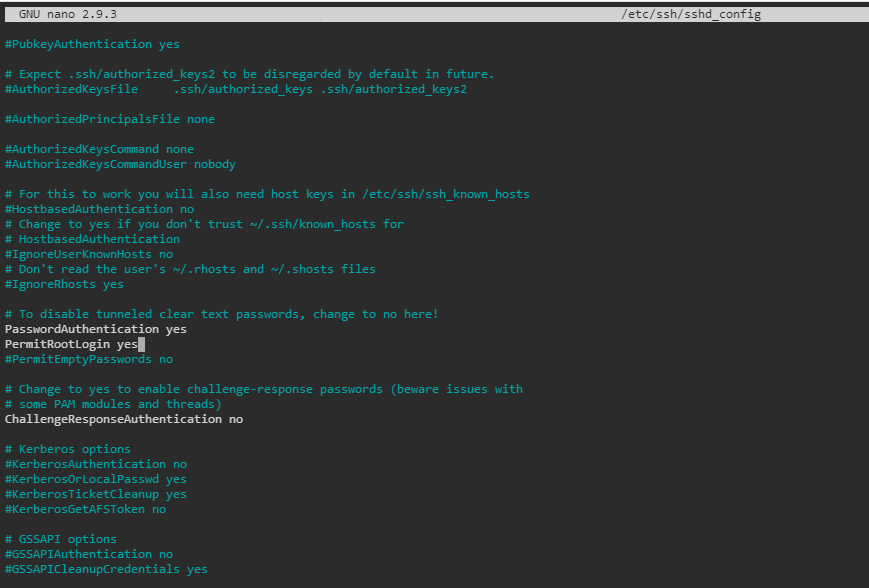 GNU nano 2.9.3 /etc/ssh/sshd_config
#PubkeyAuthentication yes
# Expect .ssh/authorized_keys2 to be disregarded by default in future.
#AuthorizedKeysFile .ssh/authorized_keys .ssh/authorized_keys2
#AuthorizedPrincipalsFile none
#AuthorizedKeysCommand none
#AuthorizedKeysCommandUser nobody
# For this to work you will also need host keys in /etc/ssh/ssh_known_hosts
#HostbasedAuthentication no
# Change to yes if you don't trust ~/.ssh/known_hosts for
# HostbasedAuthentication
#IgnoreUserKnownHosts no
# Don't read the user's ~/.rhosts and ~/.shosts files
#IgnoreRhosts yes
# To disable tunneled clear text passwords, change to no here!
PasswordAuthentication yes
PermitRootLogin yes
#PermitEmptyPasswords no
# Change to yes to enable challenge-response passwords (beware issues with
# some PAM modules and threads)
ChallengeResponseAuthentication no
# Kerberos options
#KerberosAuthentication no
#KerberosOrLocalPasswd yes
#KerberosTicketCleanup yes
#KerberosGetAFSToken no
# GSSAPI options
#GSSAPIAuthentication no
#GSSAPICleanupCredentials yes